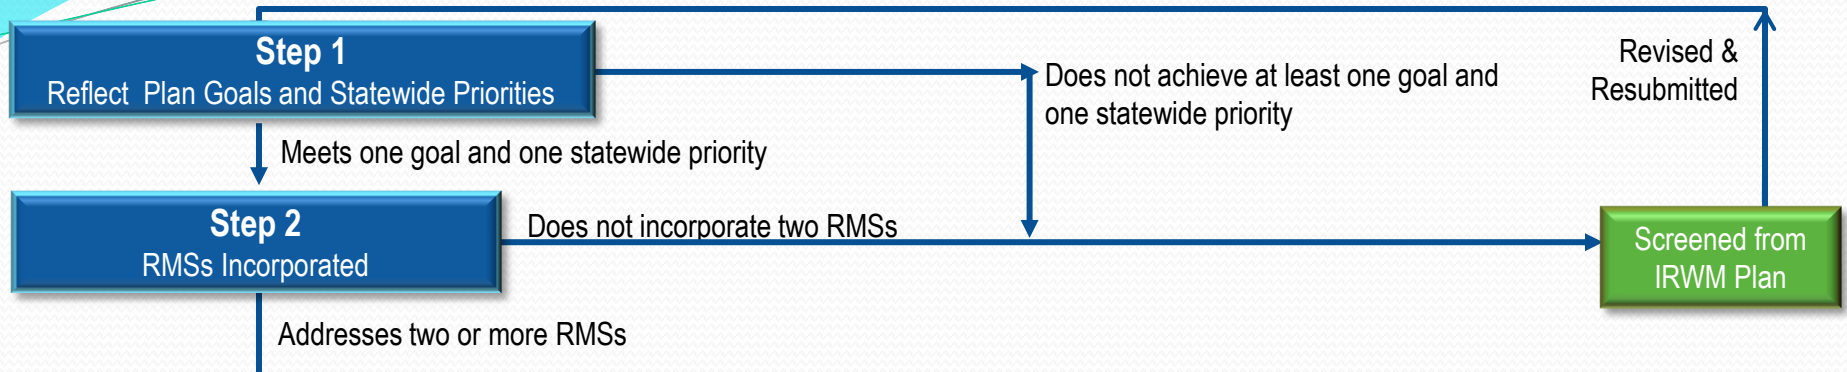 Step 1
Reflect Plan Goals and Statewide Priorities
Does not achieve at least one goal and
one statewide priority
Revised &
Resubmitted
Meets one goal and one statewide priority
Step 2
RMSs Incorporated
Does not incorporate two RMSs
Screened from
IRWM Plan
Addresses two or more RMSs